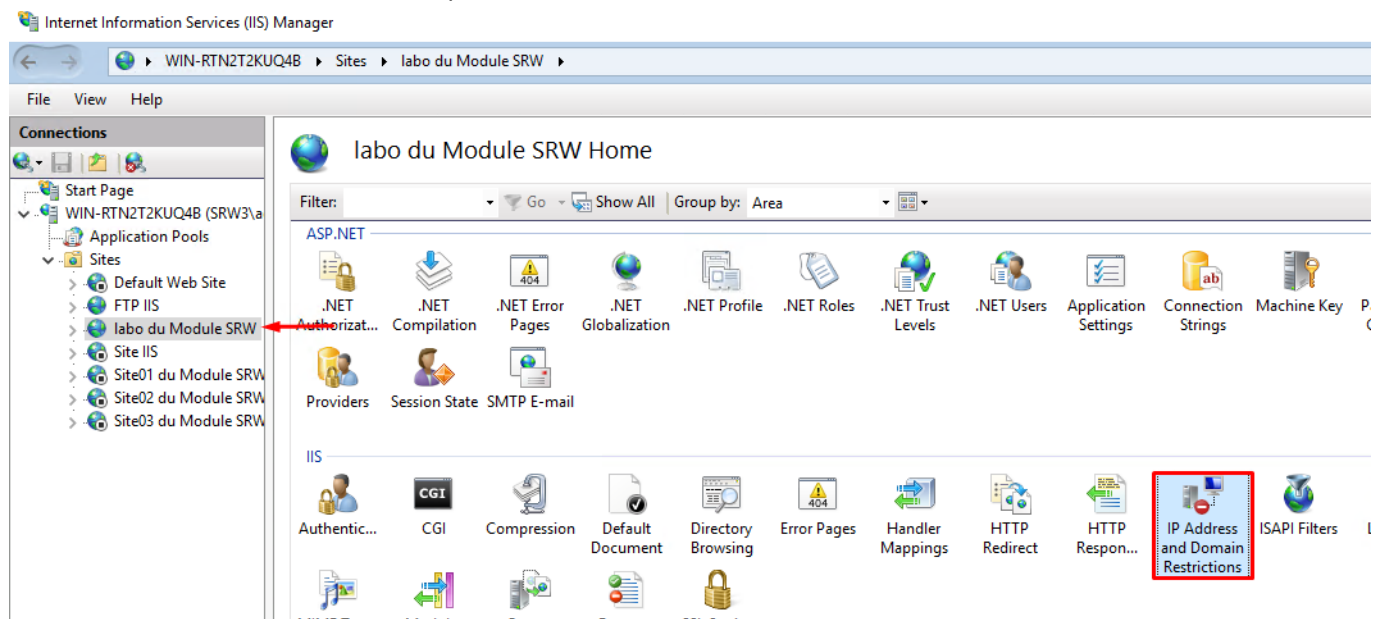 Internet Information Services (IIS) Manager
WIN-RTN2T2KUQ4B Sites labo du Module SRW
File View Help
Connections
Start Page
WIN-RTN2T2KUQ4B (SRW3\a
Application Pools
Sites
Default Web Site
FTP IIS
labo du Module SRW
Site IIS
Site01 du Module SRW
Site02 du Module SRW
Site03 du Module SRW
labo du Module SRW Home
Filter: Go Show All Group by: Area
ASP.NET
.NET Authorizat...
.NET Compilation
404
.NET Error Pages
.NET Globalization
.NET Profile
.NET Roles
.NET Trust Levels
.NET Users
Application Settings
ab
Connection Strings
Machine Key
Providers
Session State
SMTP E-mail
IIS
Authentic...
CGI
CGI
Compression
Default Document
Directory Browsing
404
Error Pages
Handler Mappings
HTTP Redirect
HTTP Respon...
IP Address and Domain Restrictions
ISAPI Filters